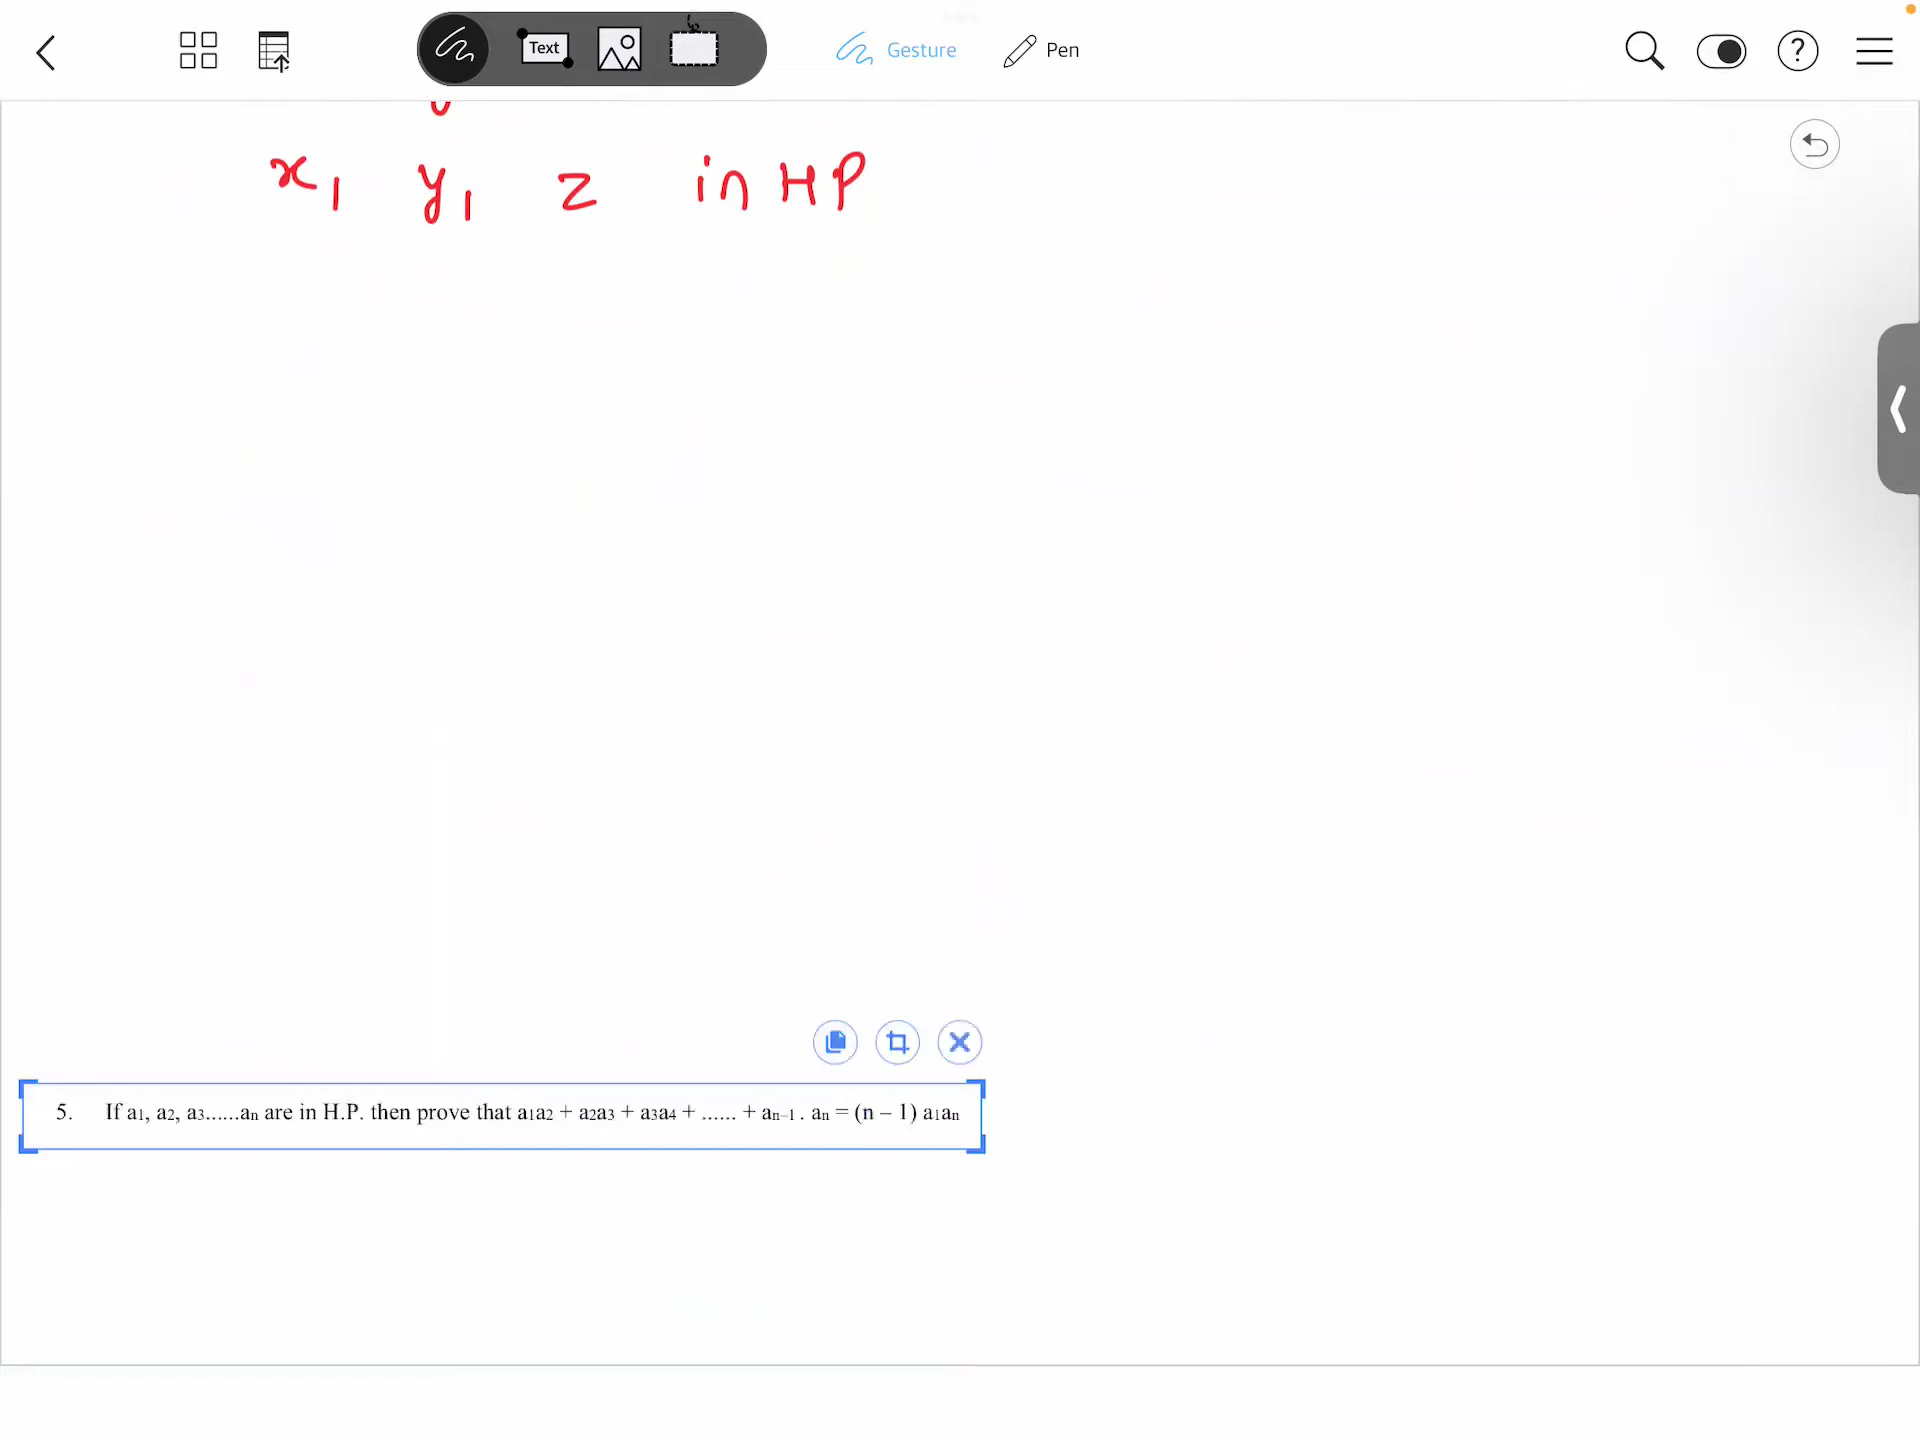 Text
Gesture
Pen
x, y, z in HP
5. If a1, a2, a3......an are in H.P. then prove that a1a2 + a2a3 + a3a4 + ...... + an–1 . an = (n – 1) a1an